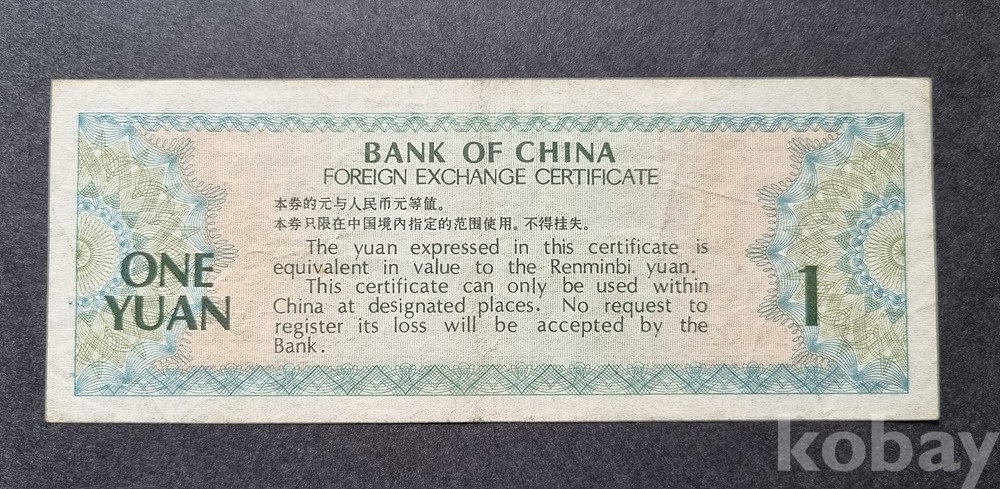 BANK OF CHINA
FOREIGN EXCHANGE CERTIFICATE
本券的元与人民币元等值。
本券只限在中国境内指定的范围使用。不得挂失。
The yuan expressed in this certificate is
equivalent in value to the Renminbi yuan.
This certificate can only be used within
China at designated places. No request to
register its loss will be accepted by the
Bank.
ONE
YUAN
1
kobay